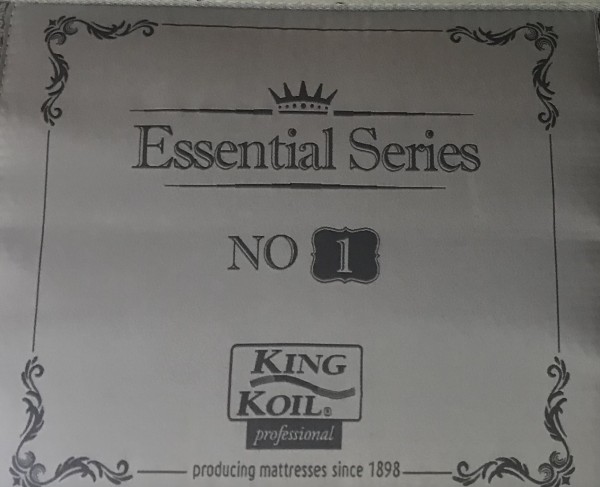 Essential Series
NO 1
KING
KOIL®
professional
producing mattresses since 1898